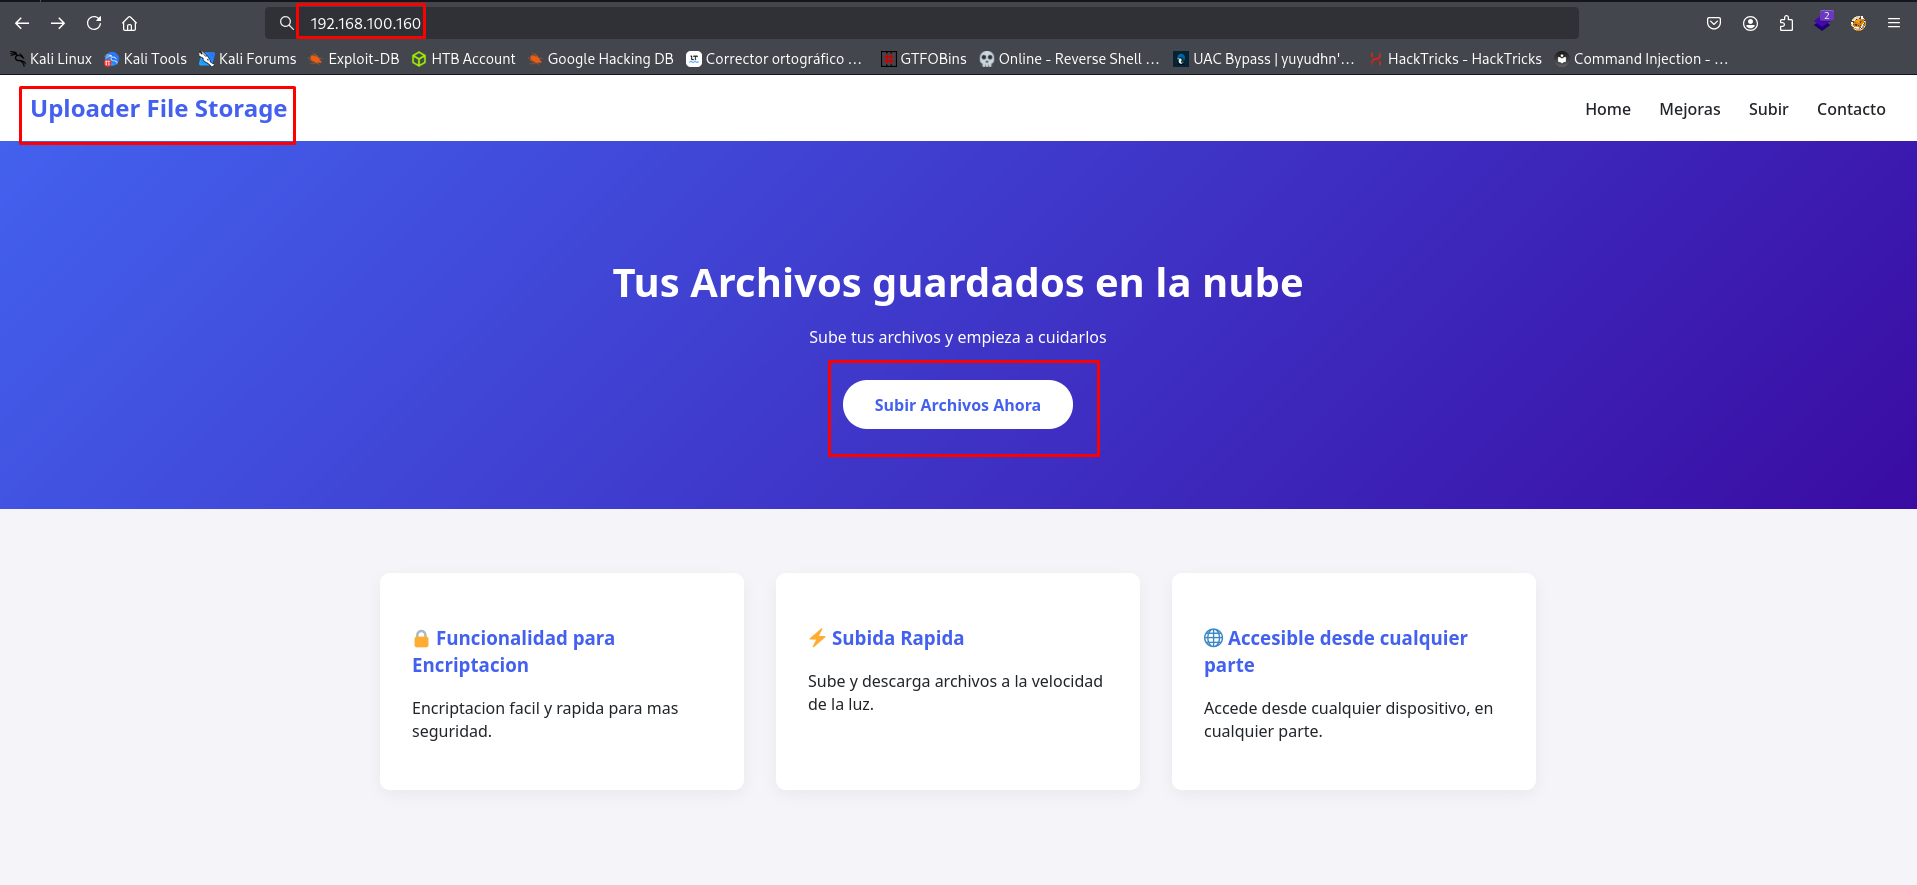 192.168.100.160
2
Kali Linux Kali Tools Kali Forums Exploit-DB HTB Account Google Hacking DB Corrector ortográfico ... GTFOBins Online - Reverse Shell ... UAC Bypass | yuyudhn'... HackTricks - HackTricks Command Injection - ...
Uploader File Storage
Home Mejoras Subir Contacto
Tus Archivos guardados en la nube
Sube tus archivos y empieza a cuidarlos
Subir Archivos Ahora
Funcionalidad para
Encriptacion
Encriptacion facil y rapida para mas
seguridad.
Subida Rapida
Sube y descarga archivos a la velocidad
de la luz.
Accesible desde cualquier
parte
Accede desde cualquier dispositivo, en
cualquier parte.